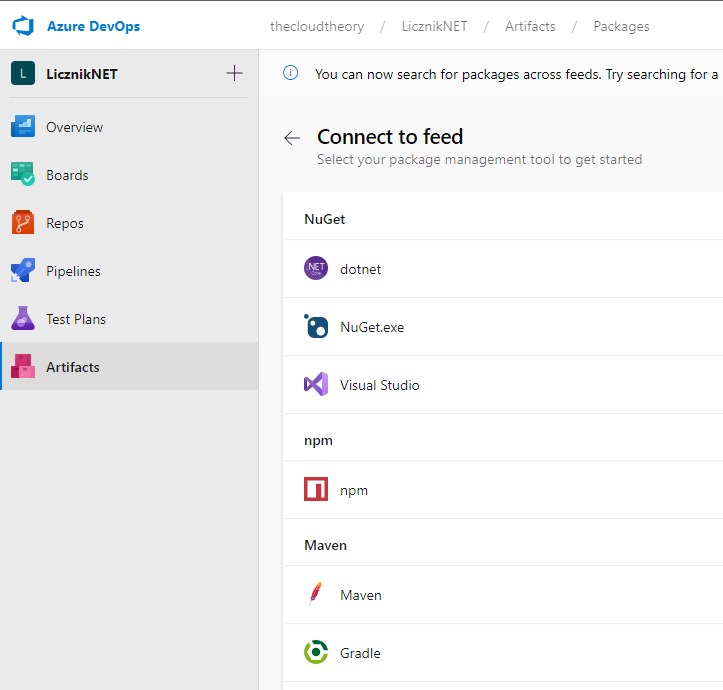 Azure DevOps
thecloudtheory / LicznikNET / Artifacts / Packages
L LicznikNET
You can now search for packages across feeds. Try searching for a
Overview
Boards
Repos
Pipelines
Test Plans
Artifacts
Connect to feed
Select your package management tool to get started
NuGet
.NET
Core
dotnet
NuGet.exe
Visual Studio
npm
npm
Maven
Maven
Gradle